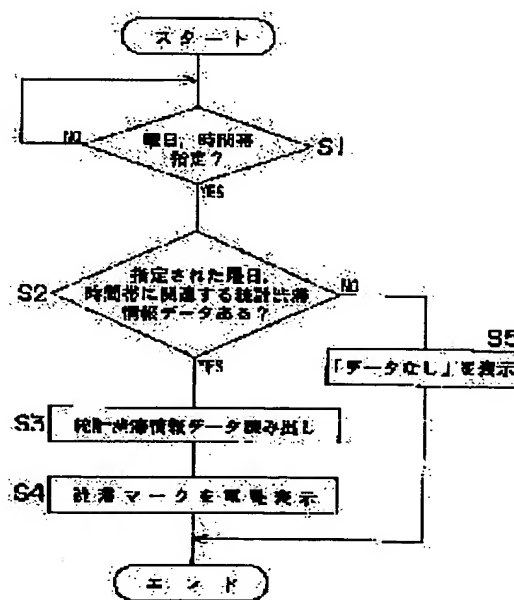 スタート
NO
曜日, 時間帯
指定?
S1
YES
指定された曜日,
時間帯に関連する統計渋滞
情報データある?
S2
NO
YES
S5
「データなし」を表示
S3
統計渋滞情報データ読み出し
S4
渋滞マークを重畳表示
エンド